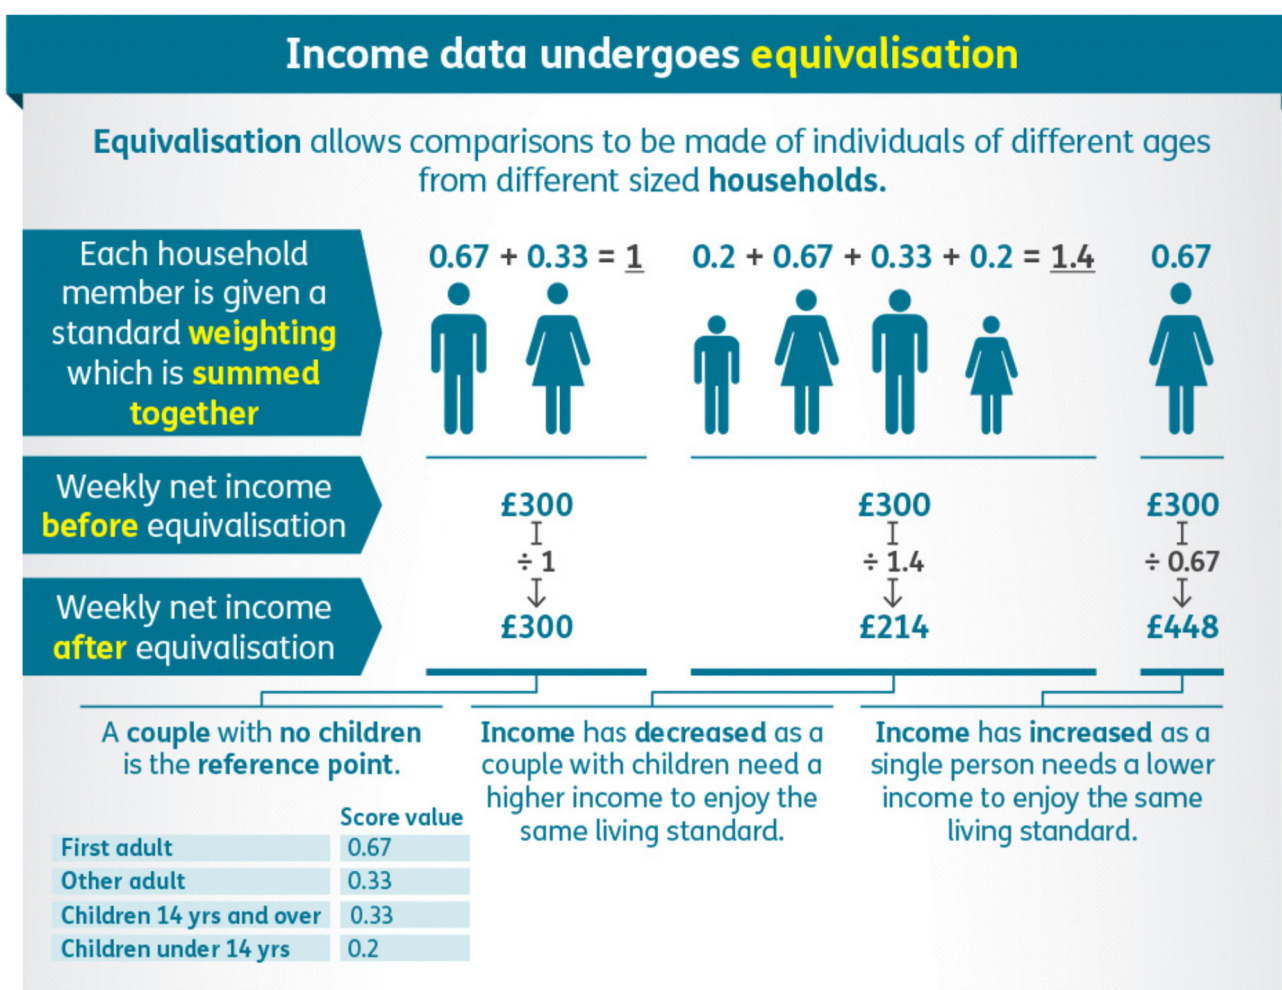 Income data undergoes equivalisation
Equivalisation allows comparisons to be made of individuals of different ages
from different sized households.
Each household
member is given a
standard weighting
which is summed
together
0.67 + 0.33 = 1
0.2 + 0.67 + 0.33 + 0.2 = 1.4
0.67
Weekly net income
before equivalisation
£300
÷ 1
£300
÷ 1.4
£300
÷ 0.67
Weekly net income
after equivalisation
£300
£214
£448
A couple with no children
is the reference point.
Income has decreased as a
couple with children need a
higher income to enjoy the
same living standard.
Income has increased as a
single person needs a lower
income to enjoy the same
living standard.
Score value
First adult 0.67
Other adult 0.33
Children 14 yrs and over 0.33
Children under 14 yrs 0.2